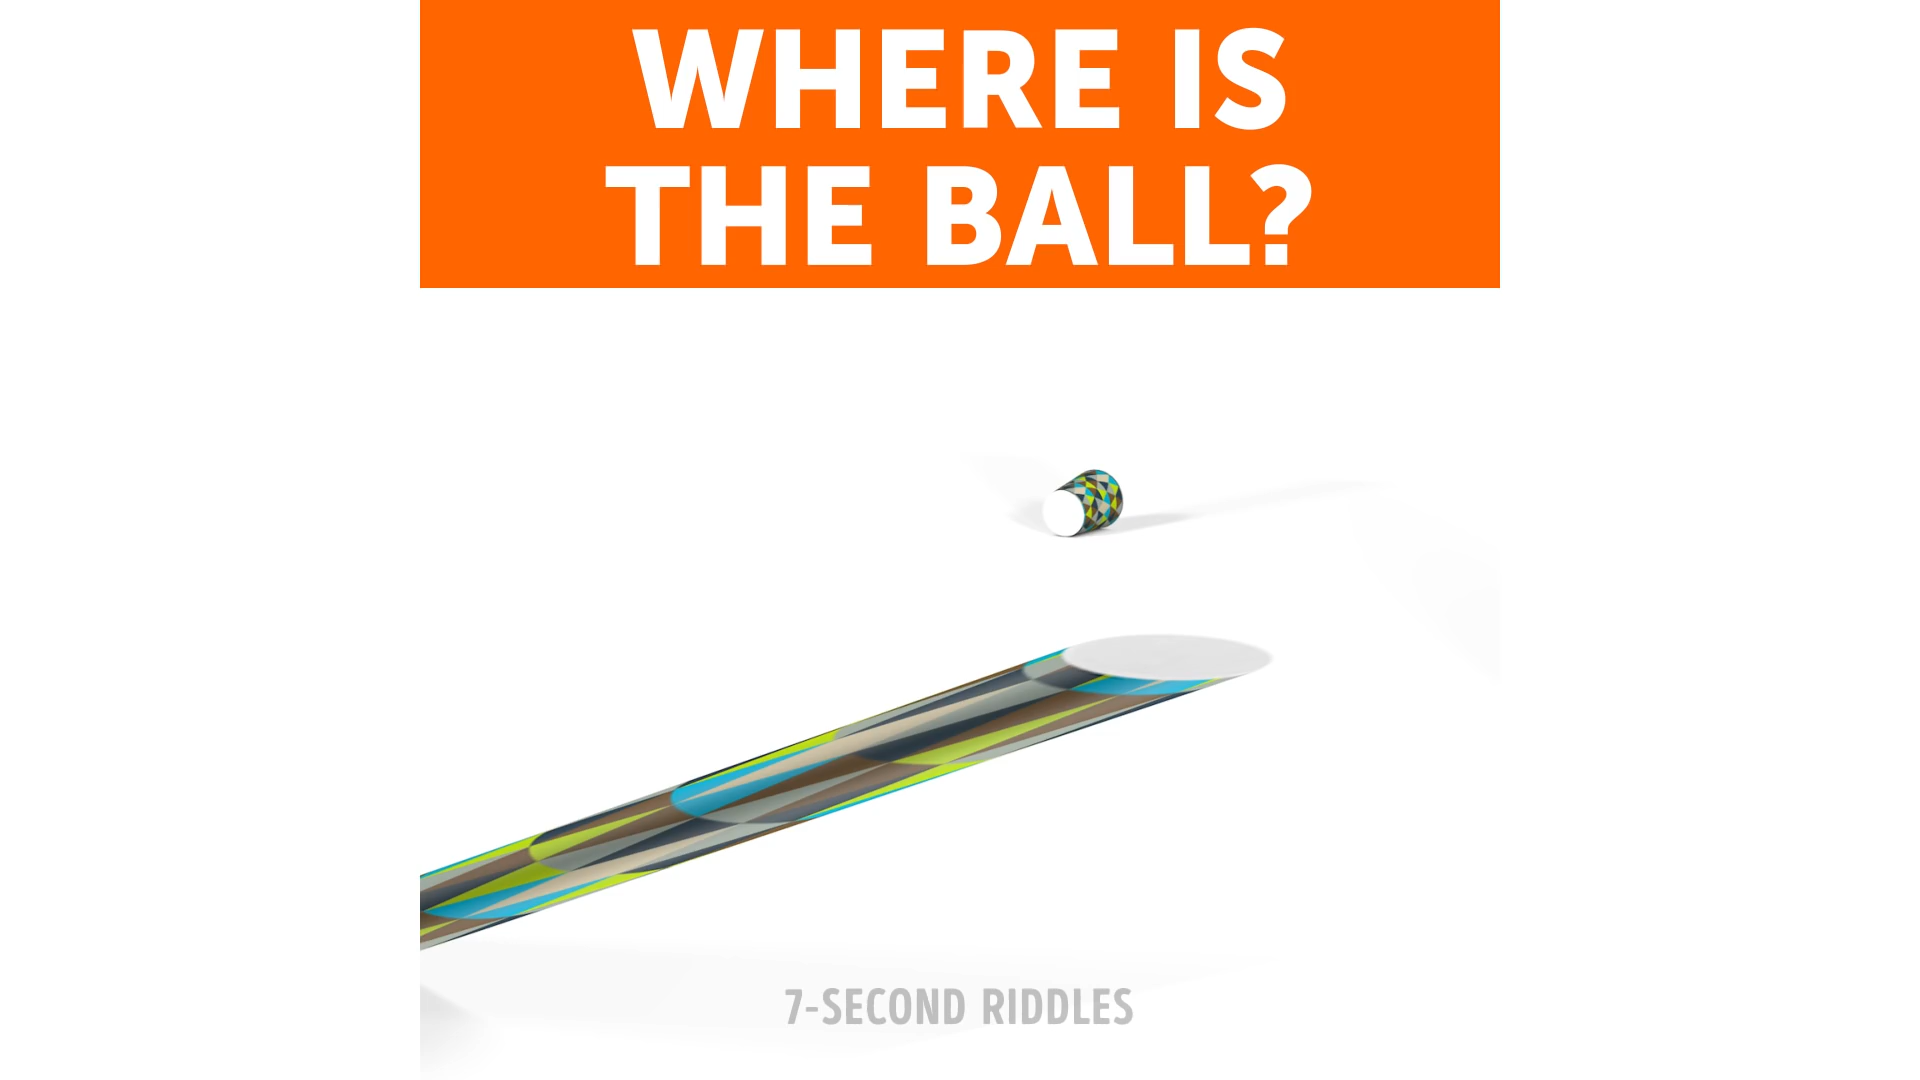 WHERE IS
THE BALL?
7-SECOND RIDDLES